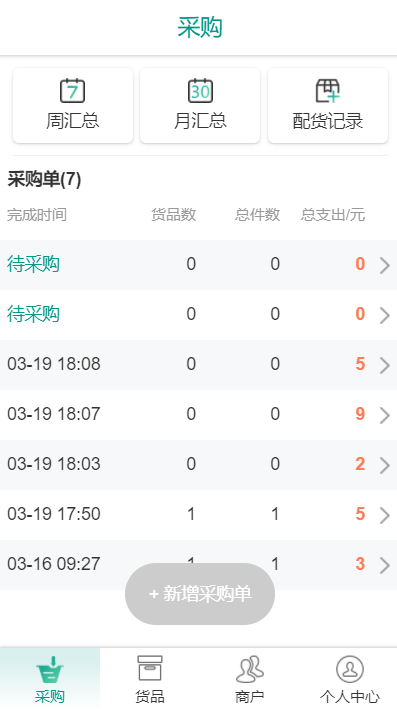 采购
7 30
周汇总 月汇总 配货记录
采购单(7)
完成时间 货品数 总件数 总支出/元
待采购 0 0 0
待采购 0 0 0
03-19 18:08 0 0 5
03-19 18:07 0 0 9
03-19 18:03 0 0 2
03-19 17:50 1 1 5
03-16 09:27 1 1 3
+ 新增采购单
采购 货品 商户 个人中心